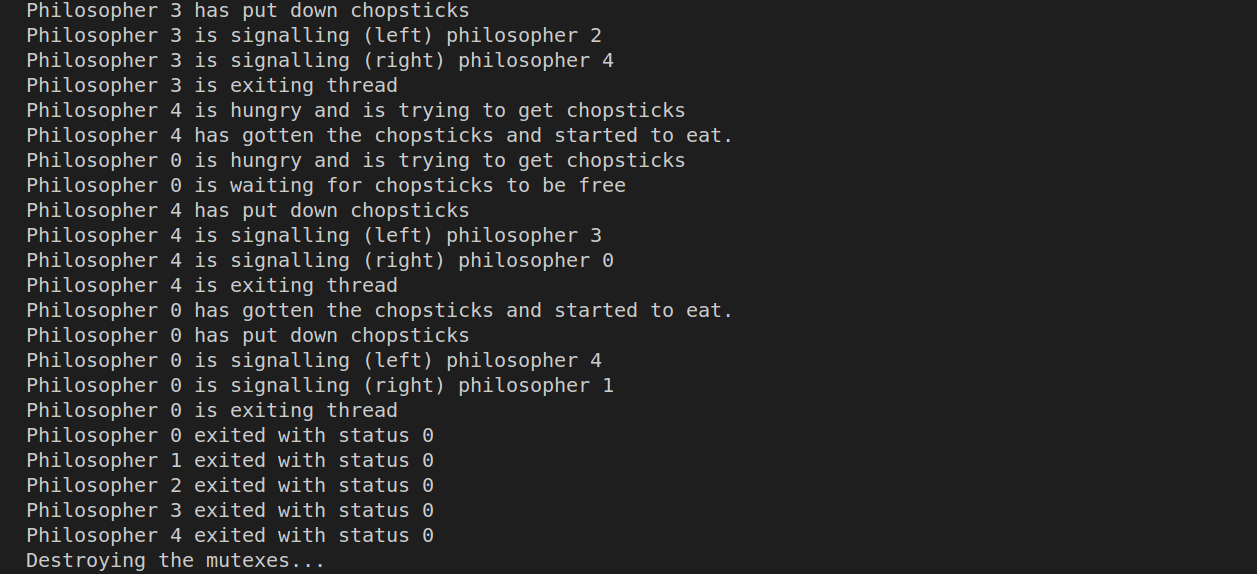 Philosopher 3 has put down chopsticks
Philosopher 3 is signalling (left) philosopher 2
Philosopher 3 is signalling (right) philosopher 4
Philosopher 3 is exiting thread
Philosopher 4 is hungry and is trying to get chopsticks
Philosopher 4 has gotten the chopsticks and started to eat.
Philosopher 0 is hungry and is trying to get chopsticks
Philosopher 0 is waiting for chopsticks to be free
Philosopher 4 has put down chopsticks
Philosopher 4 is signalling (left) philosopher 3
Philosopher 4 is signalling (right) philosopher 0
Philosopher 4 is exiting thread
Philosopher 0 has gotten the chopsticks and started to eat.
Philosopher 0 has put down chopsticks
Philosopher 0 is signalling (left) philosopher 4
Philosopher 0 is signalling (right) philosopher 1
Philosopher 0 is exiting thread
Philosopher 0 exited with status 0
Philosopher 1 exited with status 0
Philosopher 2 exited with status 0
Philosopher 3 exited with status 0
Philosopher 4 exited with status 0
Destroying the mutexes...